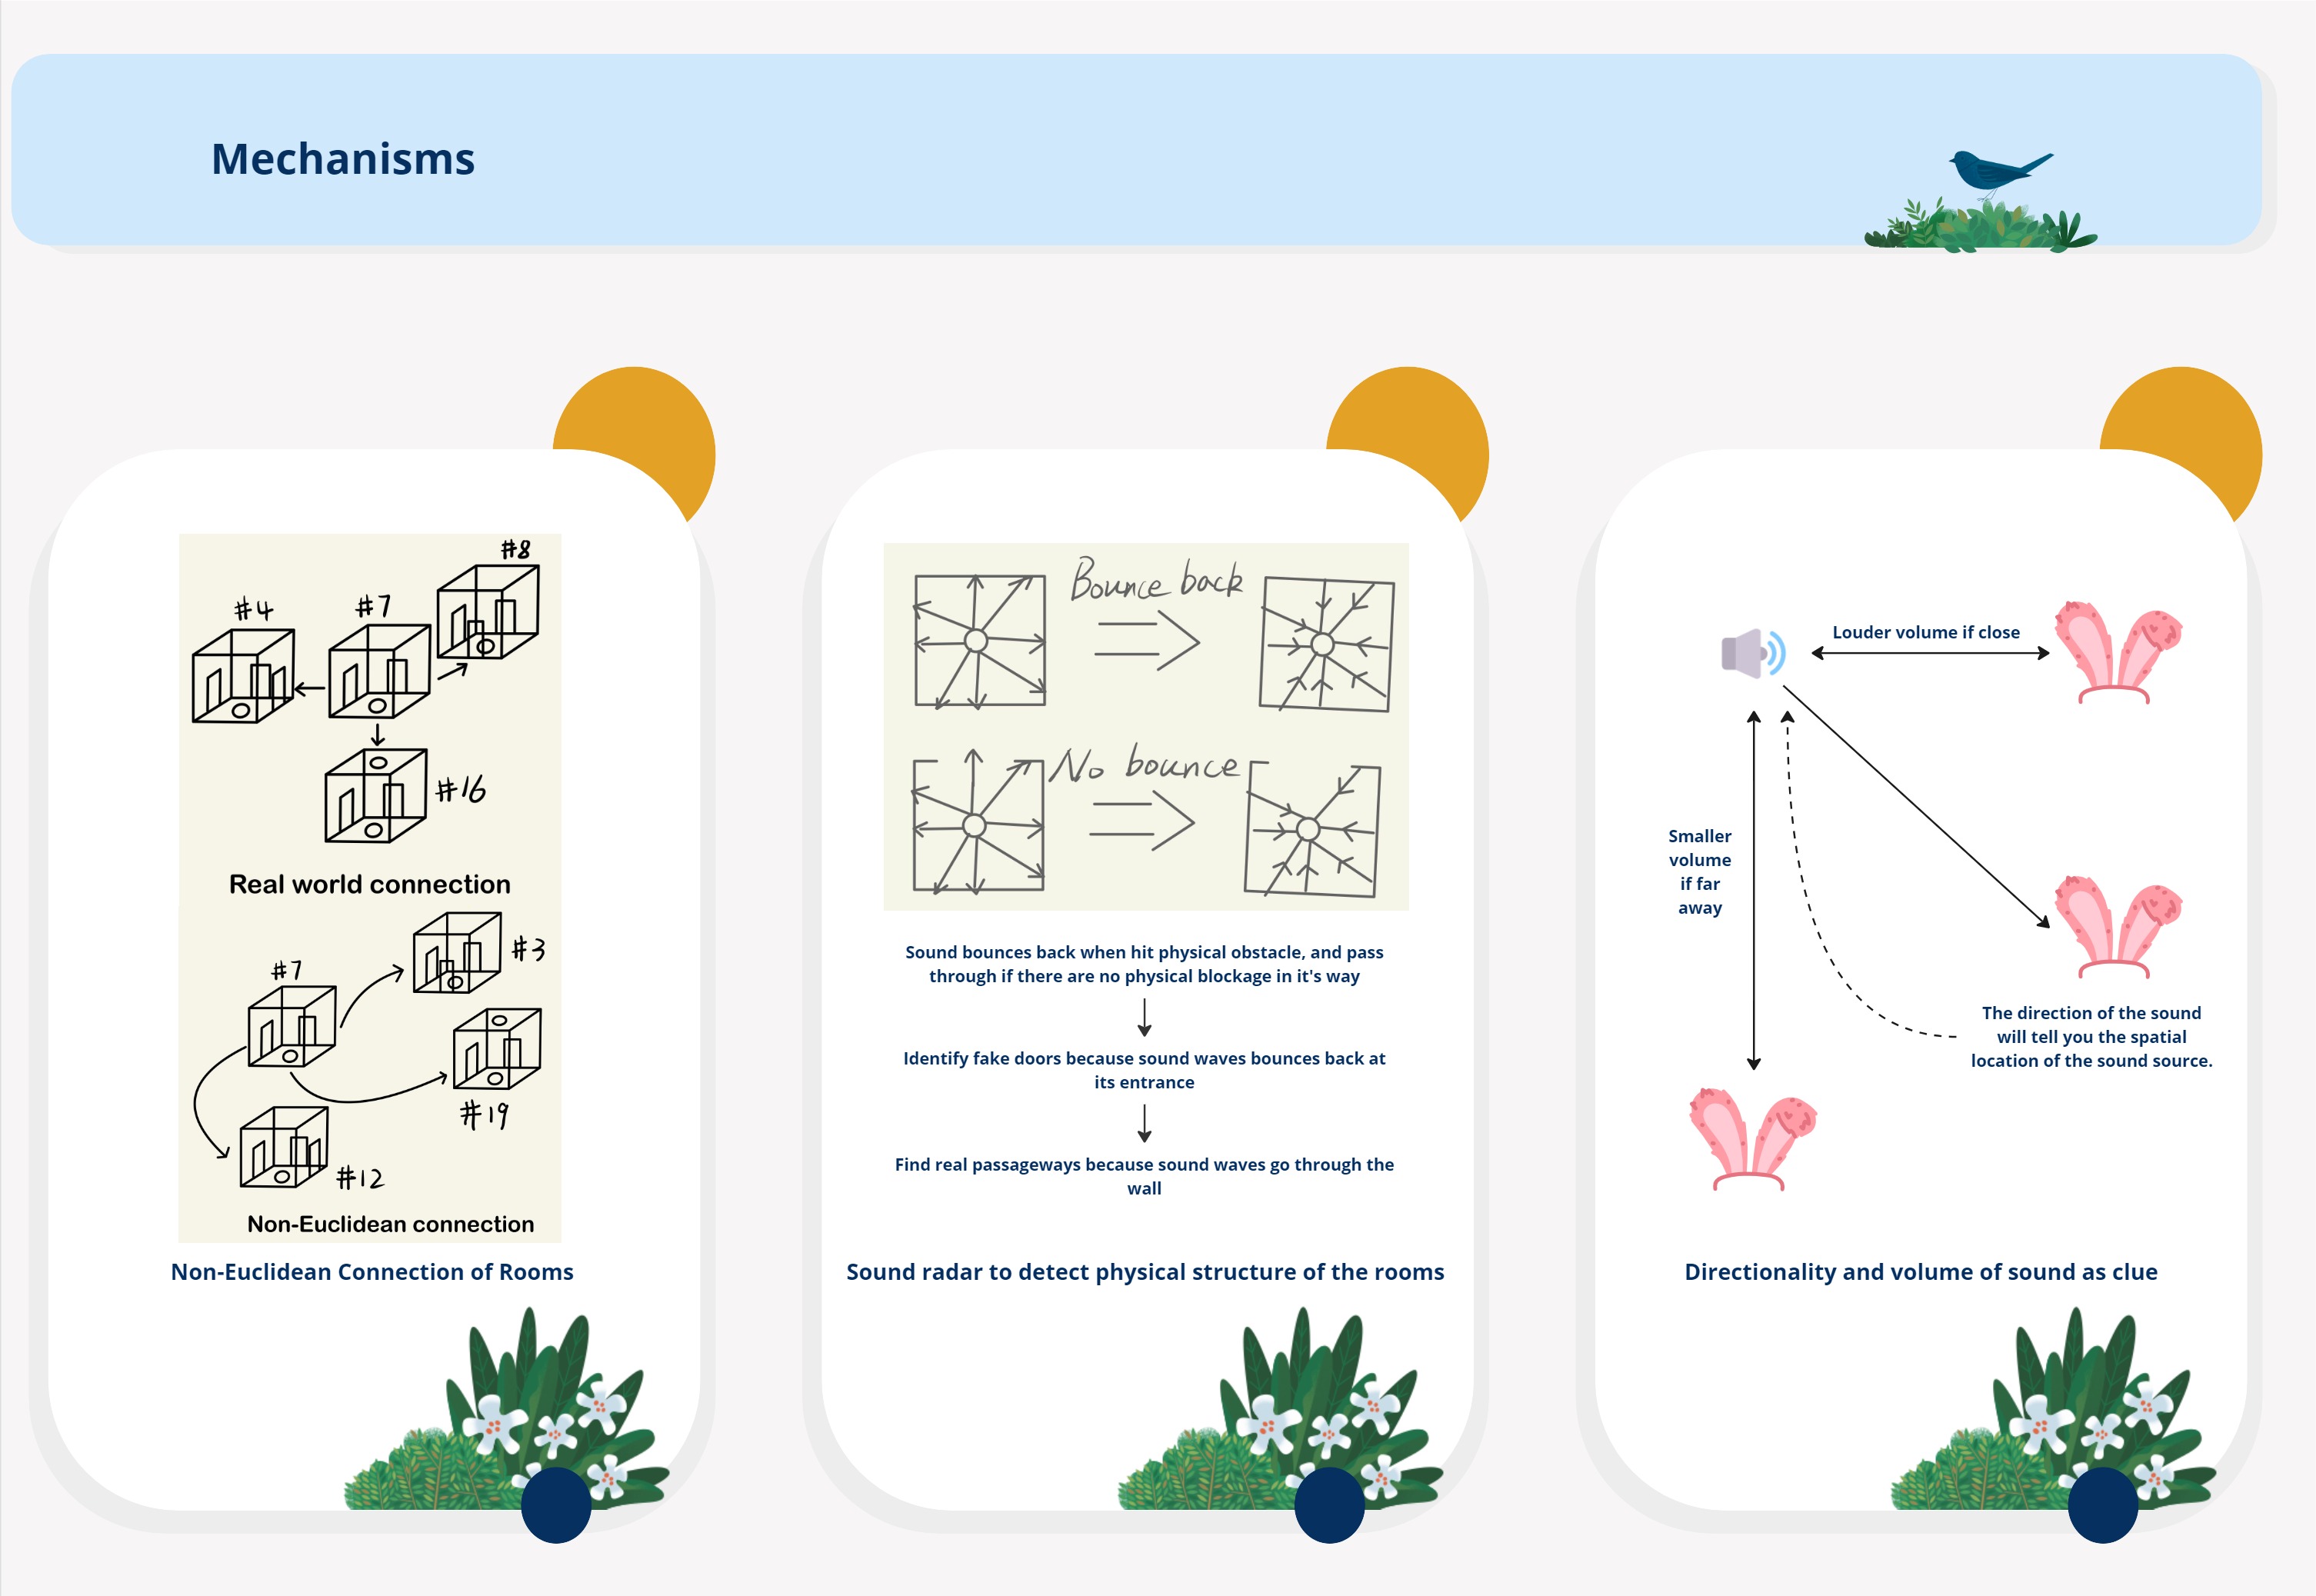 Mechanisms
#8
#4
#7
#16
Real world connection
#3
#7
#19
#12
Non-Euclidean connection
Non-Euclidean Connection of Rooms
Bounce back
No bounce
Sound bounces back when hit physical obstacle, and pass
through if there are no physical blockage in it's way
Identify fake doors because sound waves bounces back at
its entrance
Find real passageways because sound waves go through the
wall
Sound radar to detect physical structure of the rooms
Louder volume if close
Smaller
volume
if far
away
The direction of the sound
will tell you the spatial
location of the sound source.
Directionality and volume of sound as clue